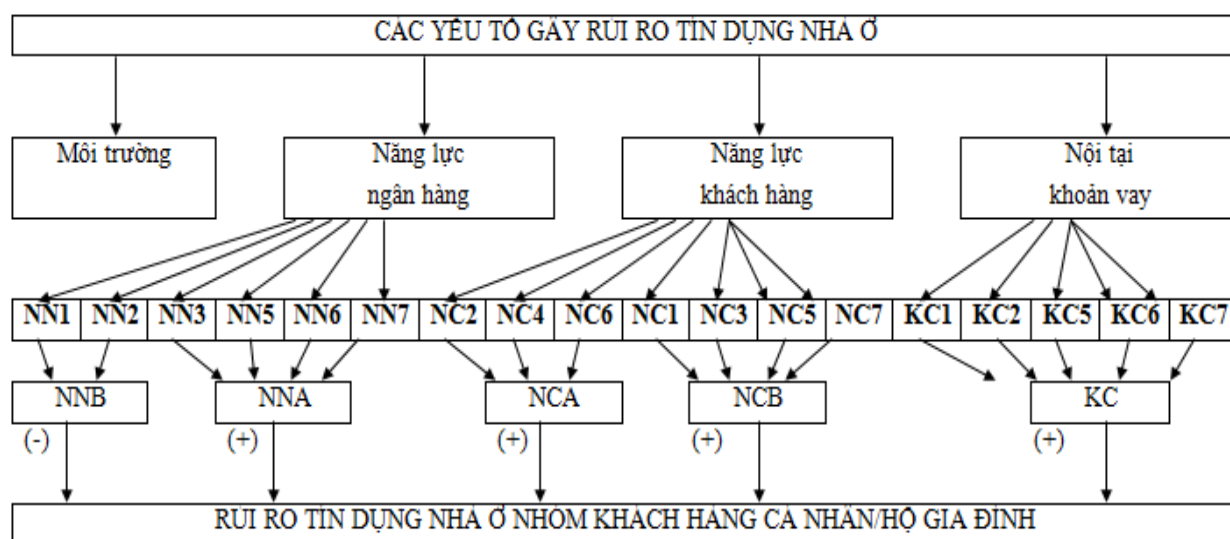 CÁC YẾU TỐ GÂY RỦI RO TÍN DỤNG NHÀ Ở
Môi trường
Năng lực
ngân hàng
Năng lực
khách hàng
Nội tại
khoản vay
NN1 NN2 NN3 NN5 NN6 NN7 NC2 NC4 NC6 NC1 NC3 NC5 NC7 KC1 KC2 KC5 KC6 KC7
NNB NNA NCA NCB KC
(-) (+) (+) (+) (+)
RỦI RO TÍN DỤNG NHÀ Ở NHÓM KHÁCH HÀNG CÁ NHÂN/HỘ GIA ĐÌNH